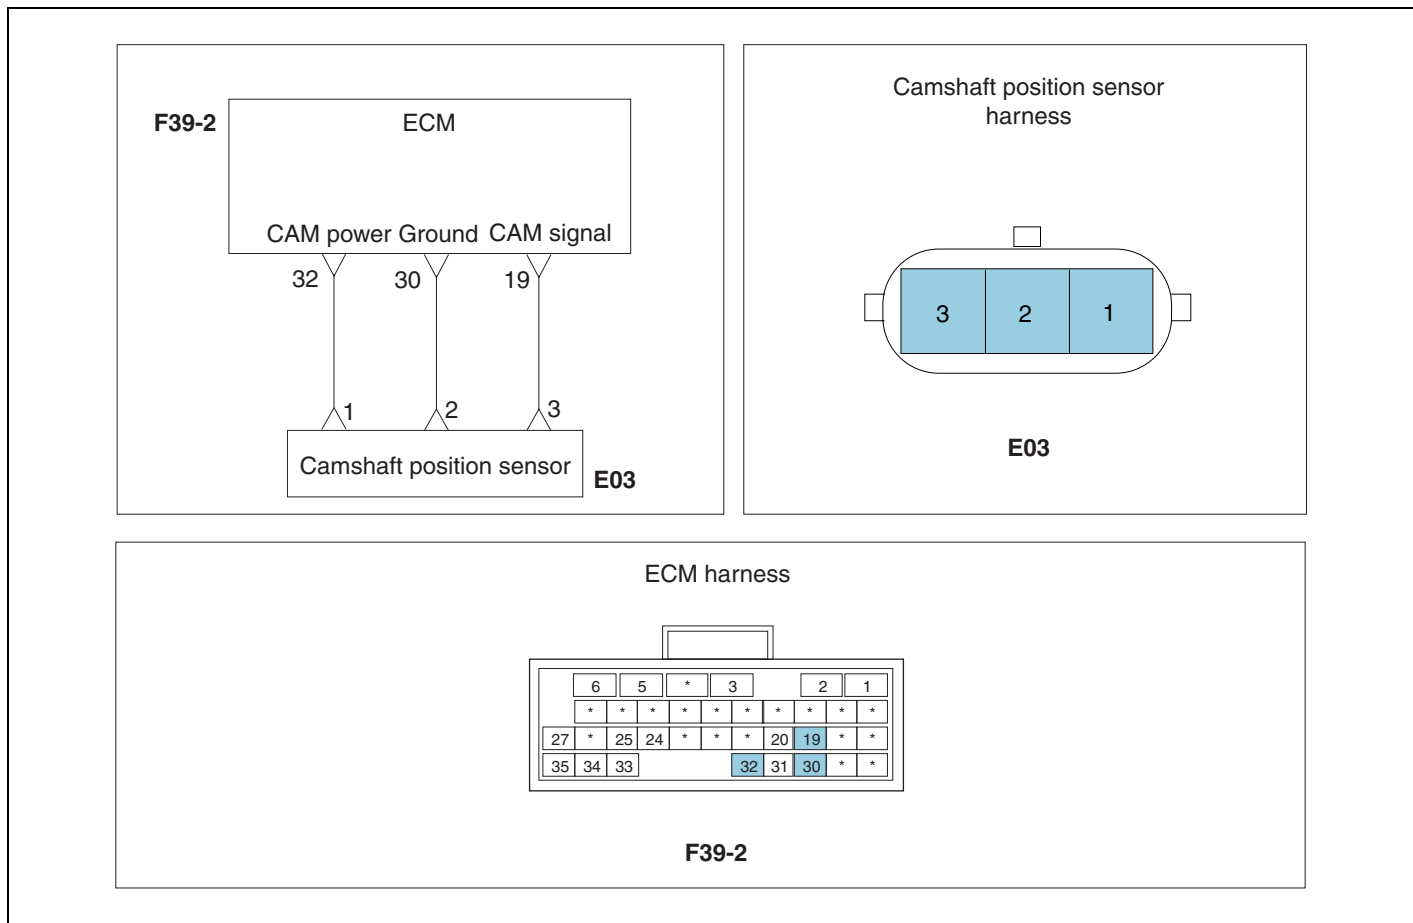 F39-2
ECM
CAM power Ground CAM signal
32 30 19
1 2 3
Camshaft position sensor
E03
Camshaft position sensor
harness
3 2 1
E03
ECM harness
6 5 * 3 2 1
* * * * * * * * * *
27 * 25 24 * * * 20 19 * *
35 34 33 32 31 30 * *
F39-2